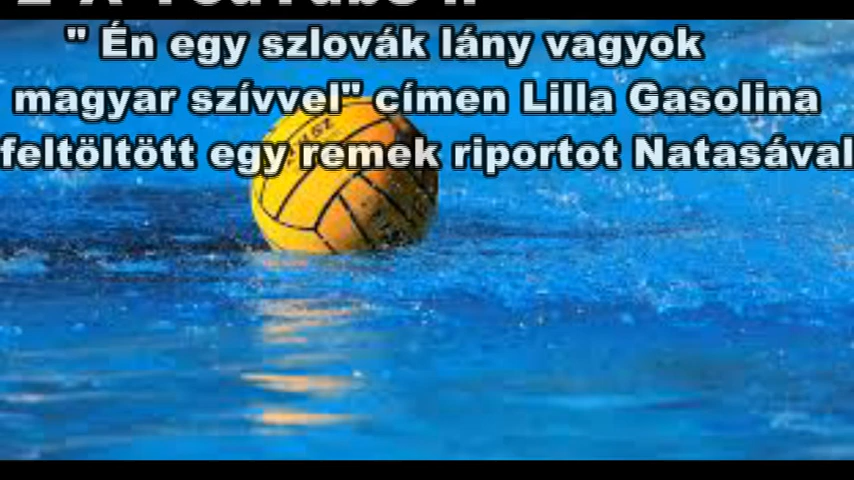 " Én egy szlovák lány vagyok
magyar szívvel" címen Lilla Gasolina
feltöltött egy remek riportot Natasával